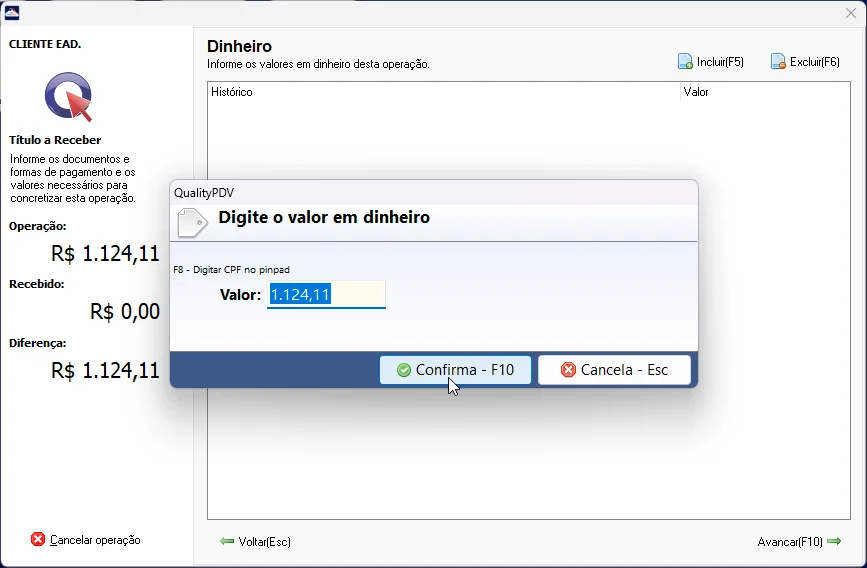 CLIENTE EAD.
Título a Receber
Informe os documentos e
formas de pagamento e os
valores necessários para
concretizar esta operação.
Operação:
R$ 1.124,11
Recebido:
R$ 0,00
Diferença:
R$ 1.124,11
Cancelar operação
Dinheiro
Informe os valores em dinheiro desta operação.
Incluir(F5)
Excluir(F6)
Histórico
Valor
QualityPDV
Digite o valor em dinheiro
F8 - Digitar CPF no pinpad
Valor: 1.124,11
Confirma - F10
Cancela - Esc
Voltar(Esc)
Avancar(F10)